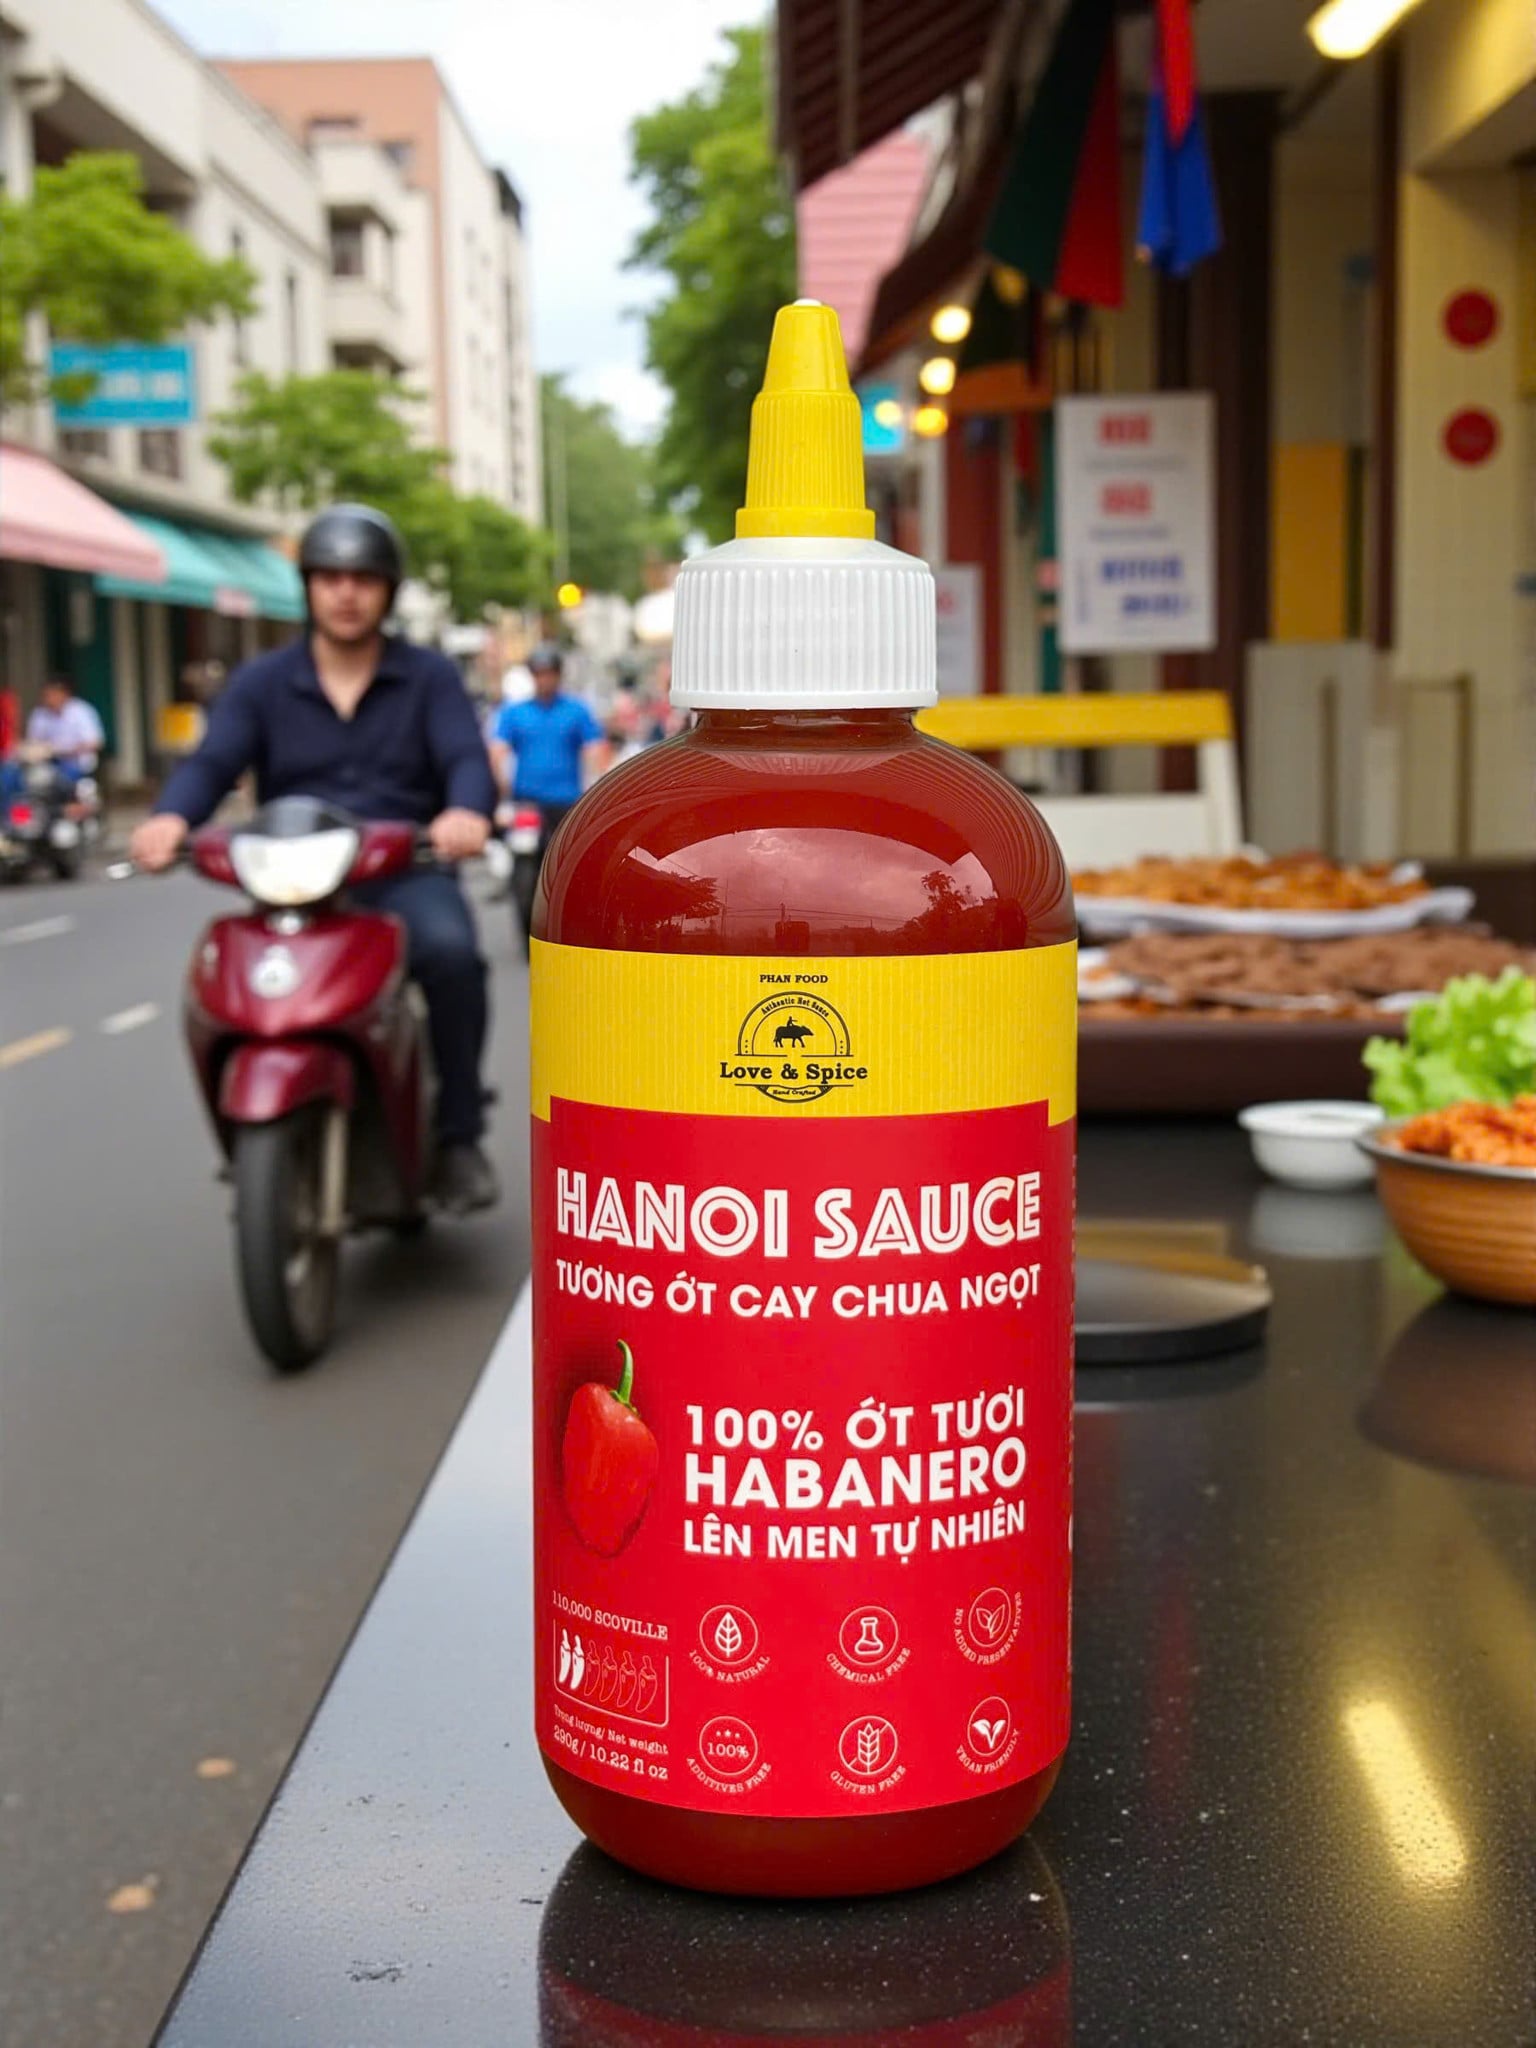 PHAN FOOD
Authentic Hot Sauce
Love & Spice
Hand Crafted
HANOI SAUCE
TƯƠNG ỚT CAY CHUA NGỌT
100% ỚT TƯƠI
HABANERO
LÊN MEN TỰ NHIÊN
110,000 SCOVILLE
Trọng lượng/ Net weight
290g / 10.22 fl oz
100% NATURAL
CHEMICAL FREE
NO ADDED PRESERVATIVES
100%
ADDITIVES FREE
GLUTEN FREE
VEGAN FRIENDLY